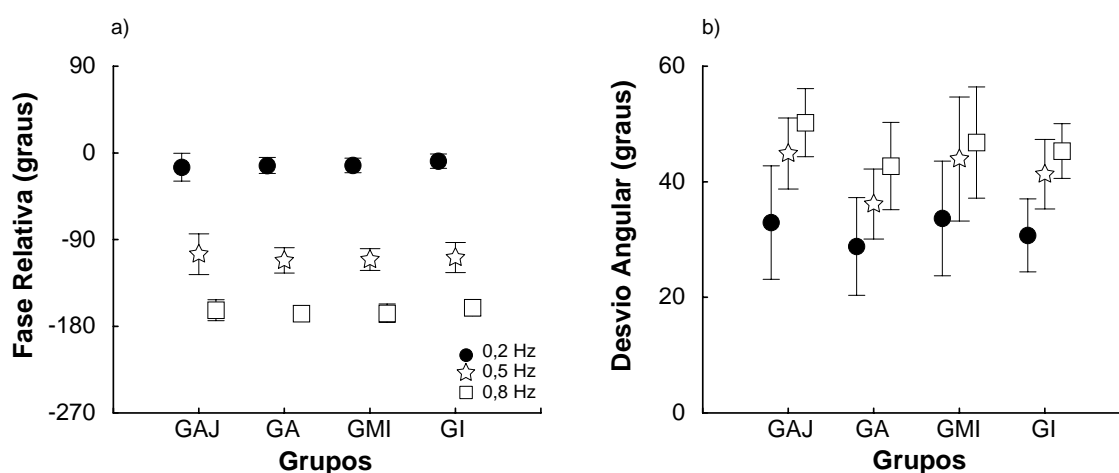 a)
Fase Relativa (graus)
90
0
-90
-180
-270
0,2 Hz
0,5 Hz
0,8 Hz
GAJ GA GMI GI
Grupos
b)
Desvio Angular (graus)
60
40
20
0
GAJ GA GMI GI
Grupos